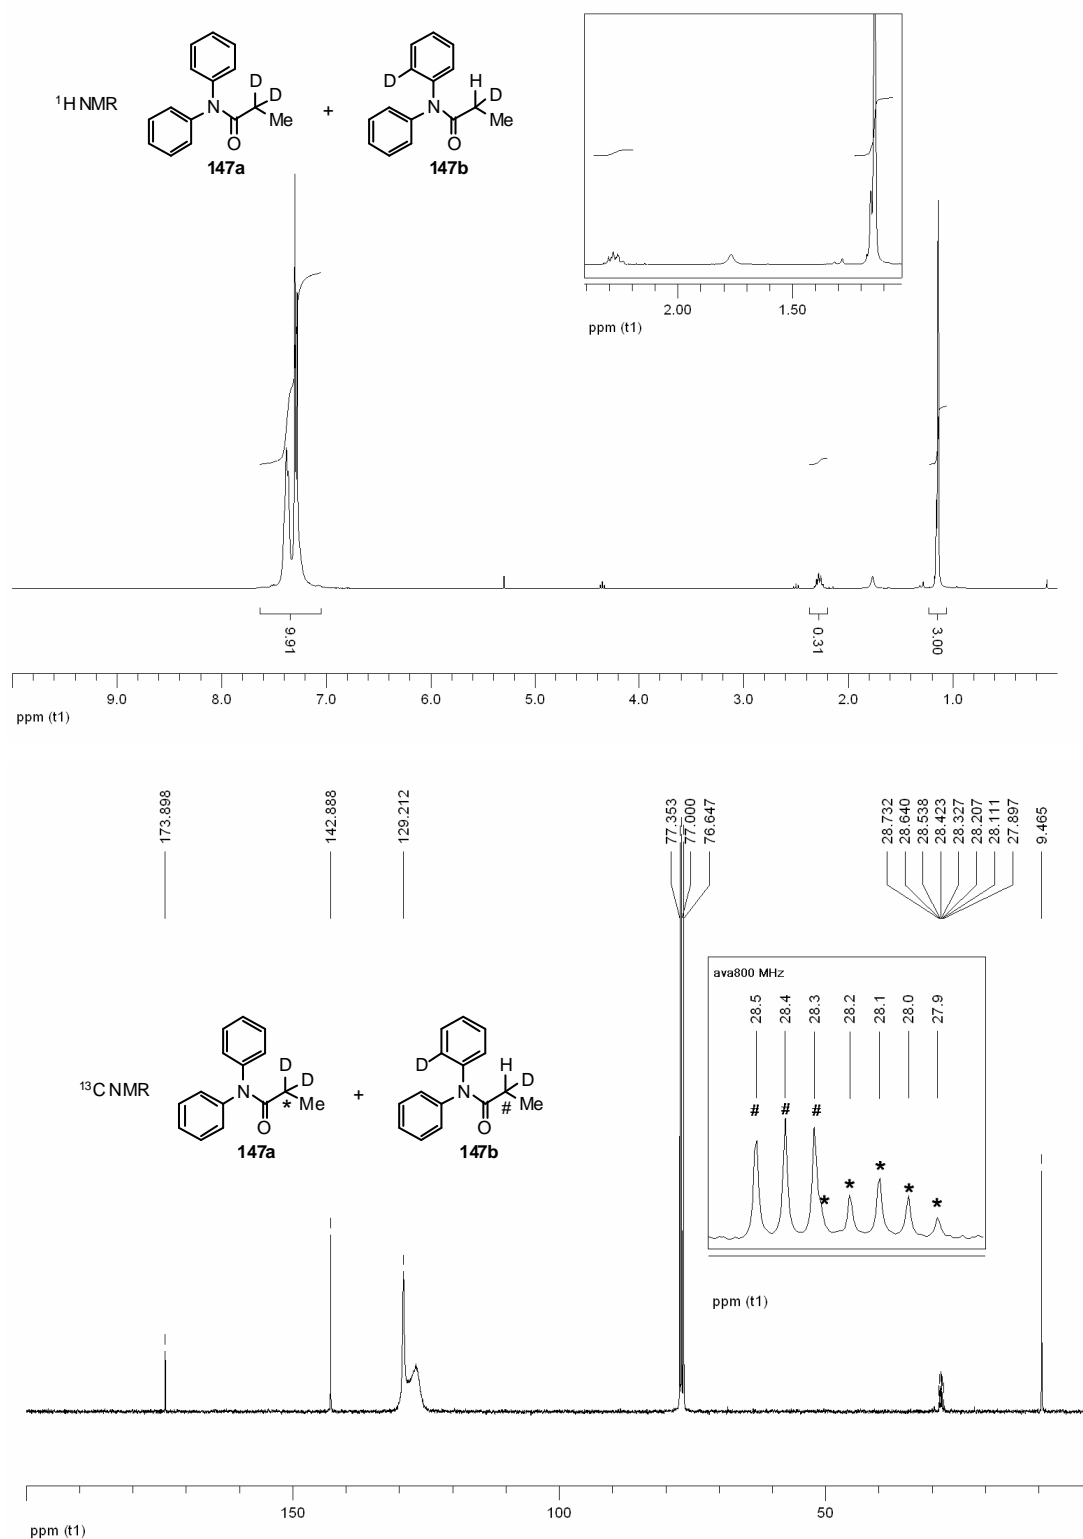 ¹H NMR
D
D
N
Me
O
147a
+
D
H
D
N
Me
O
147b
2.00
1.50
ppm (t1)
9.91
0.31
3.00
9.0
8.0
7.0
6.0
5.0
4.0
3.0
2.0
1.0
ppm (t1)
173.898
142.888
129.212
77.353
77.000
76.647
28.732
28.640
28.538
28.423
28.327
28.207
28.111
27.897
9.465
ava800 MHz
28.5
28.4
28.3
28.2
28.1
28.0
27.9
# # # * * * * *
ppm (t1)
¹³C NMR
D
D
N
*
Me
O
147a
+
D
H
D
N
#
Me
O
147b
150
100
50
ppm (t1)